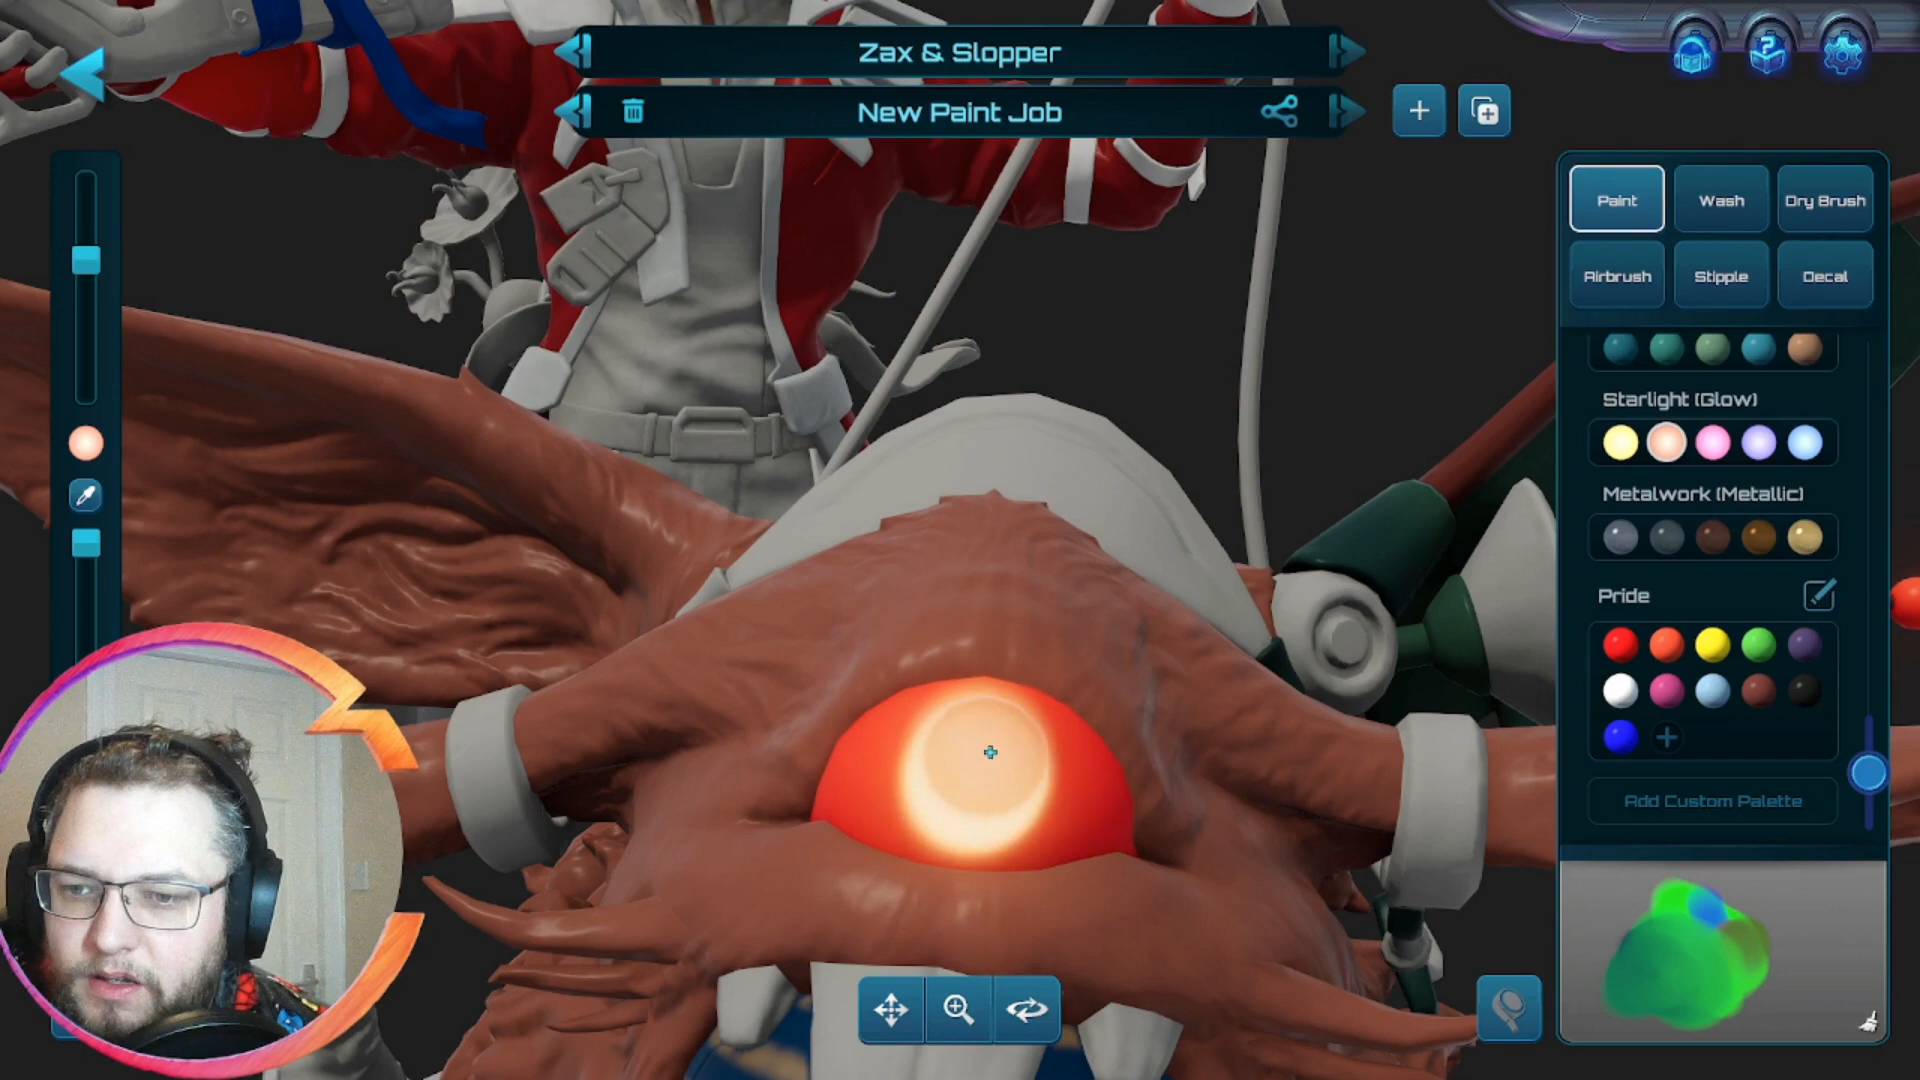 Zax & Slopper
New Paint Job
Paint
Wash
Dry Brush
Airbrush
Stipple
Decal
Starlight (Glow)
Metalwork (Metallic)
Pride
Add Custom Palette